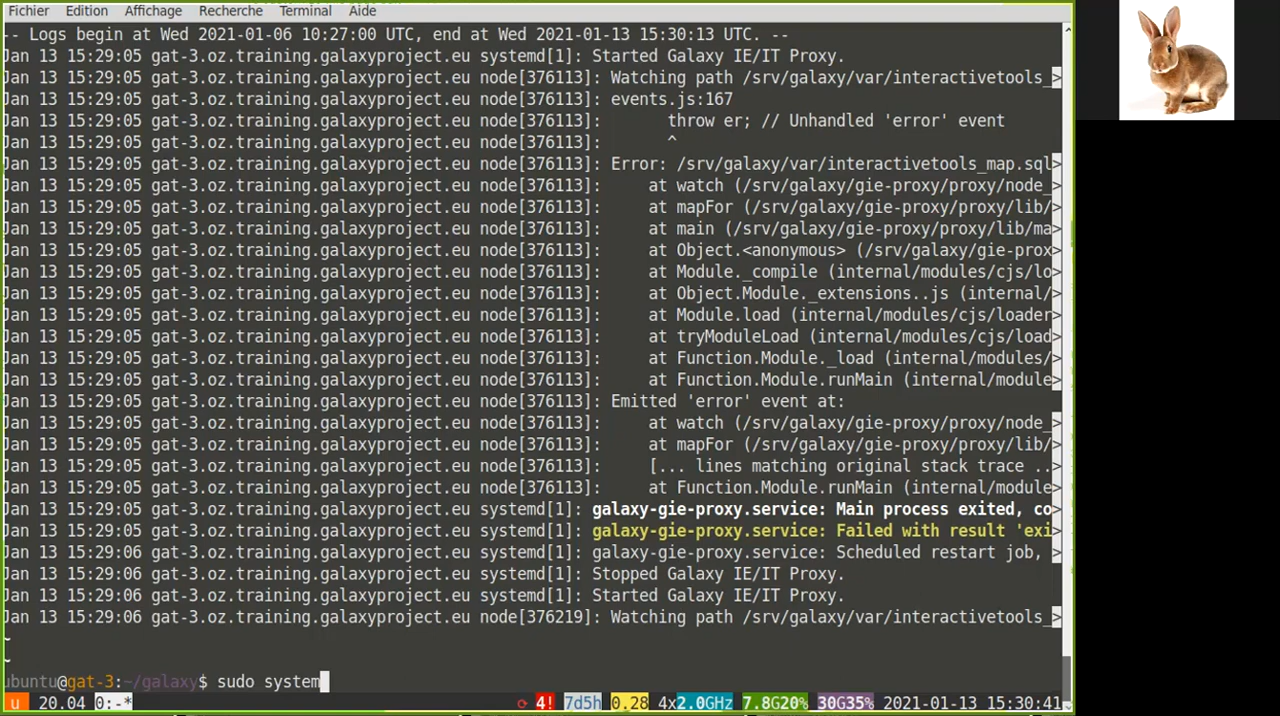 Fichier Edition Affichage Recherche Terminal Aide
-- Logs begin at Wed 2021-01-06 10:27:00 UTC, end at Wed 2021-01-13 15:30:13 UTC. --
Jan 13 15:29:05 gat-3.oz.training.galaxyproject.eu systemd[1]: Started Galaxy IE/IT Proxy.
Jan 13 15:29:05 gat-3.oz.training.galaxyproject.eu node[376113]: Watching path /srv/galaxy/var/interactivetools_>
Jan 13 15:29:05 gat-3.oz.training.galaxyproject.eu node[376113]: events.js:167
Jan 13 15:29:05 gat-3.oz.training.galaxyproject.eu node[376113]:       throw er; // Unhandled 'error' event
Jan 13 15:29:05 gat-3.oz.training.galaxyproject.eu node[376113]:       ^
Jan 13 15:29:05 gat-3.oz.training.galaxyproject.eu node[376113]: Error: /srv/galaxy/var/interactivetools_map.sql>
Jan 13 15:29:05 gat-3.oz.training.galaxyproject.eu node[376113]:     at watch (/srv/galaxy/gie-proxy/proxy/node_>
Jan 13 15:29:05 gat-3.oz.training.galaxyproject.eu node[376113]:     at mapFor (/srv/galaxy/gie-proxy/proxy/lib/>
Jan 13 15:29:05 gat-3.oz.training.galaxyproject.eu node[376113]:     at main (/srv/galaxy/gie-proxy/proxy/lib/ma>
Jan 13 15:29:05 gat-3.oz.training.galaxyproject.eu node[376113]:     at Object.<anonymous> (/srv/galaxy/gie-prox>
Jan 13 15:29:05 gat-3.oz.training.galaxyproject.eu node[376113]:     at Module._compile (internal/modules/cjs/lo>
Jan 13 15:29:05 gat-3.oz.training.galaxyproject.eu node[376113]:     at Object.Module._extensions..js (internal/>
Jan 13 15:29:05 gat-3.oz.training.galaxyproject.eu node[376113]:     at Module.load (internal/modules/cjs/loader>
Jan 13 15:29:05 gat-3.oz.training.galaxyproject.eu node[376113]:     at tryModuleLoad (internal/modules/cjs/load>
Jan 13 15:29:05 gat-3.oz.training.galaxyproject.eu node[376113]:     at Function.Module._load (internal/modules/>
Jan 13 15:29:05 gat-3.oz.training.galaxyproject.eu node[376113]:     at Function.Module.runMain (internal/module>
Jan 13 15:29:05 gat-3.oz.training.galaxyproject.eu node[376113]: Emitted 'error' event at:
Jan 13 15:29:05 gat-3.oz.training.galaxyproject.eu node[376113]:     at watch (/srv/galaxy/gie-proxy/proxy/node_>
Jan 13 15:29:05 gat-3.oz.training.galaxyproject.eu node[376113]:     at mapFor (/srv/galaxy/gie-proxy/proxy/lib/>
Jan 13 15:29:05 gat-3.oz.training.galaxyproject.eu node[376113]:     [... lines matching original stack trace ..>
Jan 13 15:29:05 gat-3.oz.training.galaxyproject.eu node[376113]:     at Function.Module.runMain (internal/module>
Jan 13 15:29:05 gat-3.oz.training.galaxyproject.eu systemd[1]: galaxy-gie-proxy.service: Main process exited, co>
Jan 13 15:29:05 gat-3.oz.training.galaxyproject.eu systemd[1]: galaxy-gie-proxy.service: Failed with result 'exi>
Jan 13 15:29:06 gat-3.oz.training.galaxyproject.eu systemd[1]: galaxy-gie-proxy.service: Scheduled restart job, >
Jan 13 15:29:06 gat-3.oz.training.galaxyproject.eu systemd[1]: Stopped Galaxy IE/IT Proxy.
Jan 13 15:29:06 gat-3.oz.training.galaxyproject.eu systemd[1]: Started Galaxy IE/IT Proxy.
Jan 13 15:29:06 gat-3.oz.training.galaxyproject.eu node[376219]: Watching path /srv/galaxy/var/interactivetools_>
~
~
ubuntu@gat-3:~/galaxy$ sudo system
u 20.04 0:-* 4! 7d5h 0.28 4x2.0GHz 7.8G20% 30G35% 2021-01-13 15:30:41